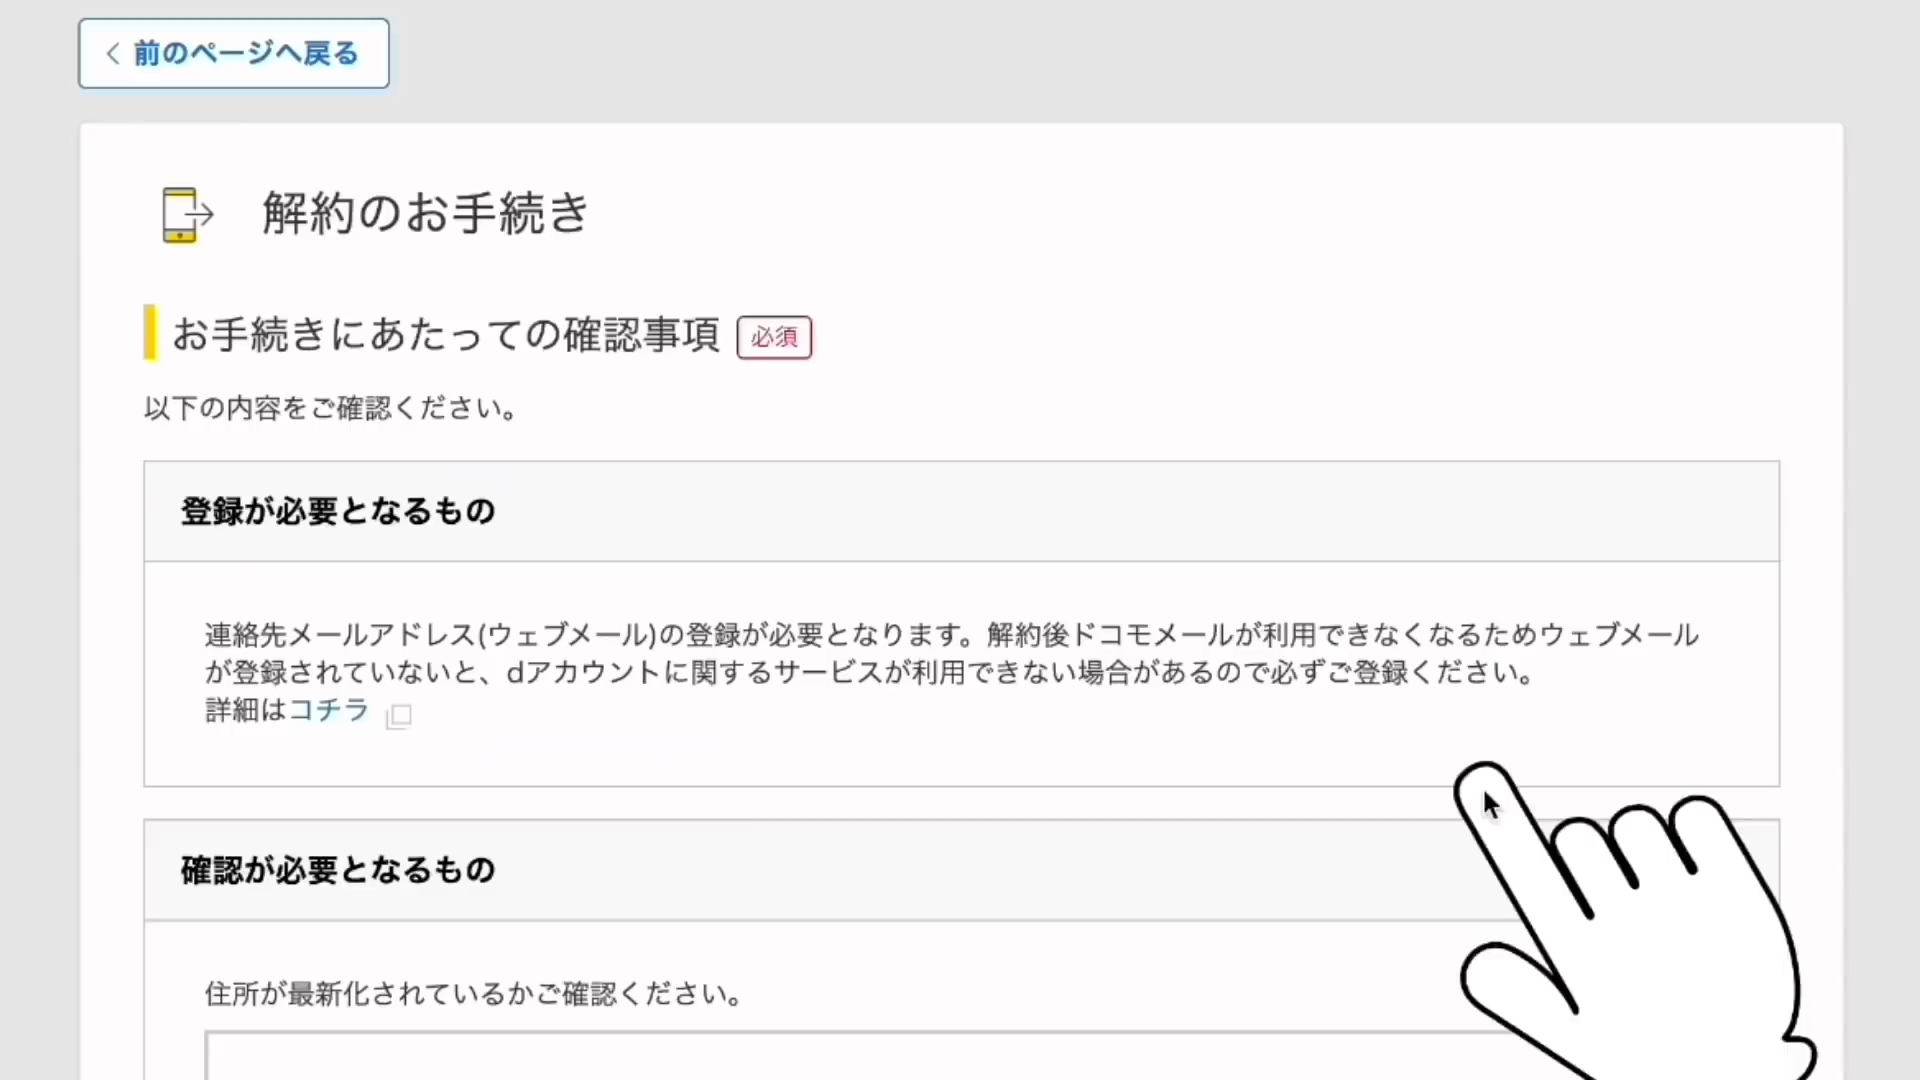 前のページへ戻る
解約のお手続き
お手続きにあたっての確認事項 必須
以下の内容をご確認ください。
登録が必要となるもの
連絡先メールアドレス(ウェブメール)の登録が必要となります。解約後ドコモメールが利用できなくなるためウェブメール
が登録されていないと、dアカウントに関するサービスが利用できない場合があるので必ずご登録ください。
詳細はコチラ
確認が必要となるもの
住所が最新化されているかご確認ください。